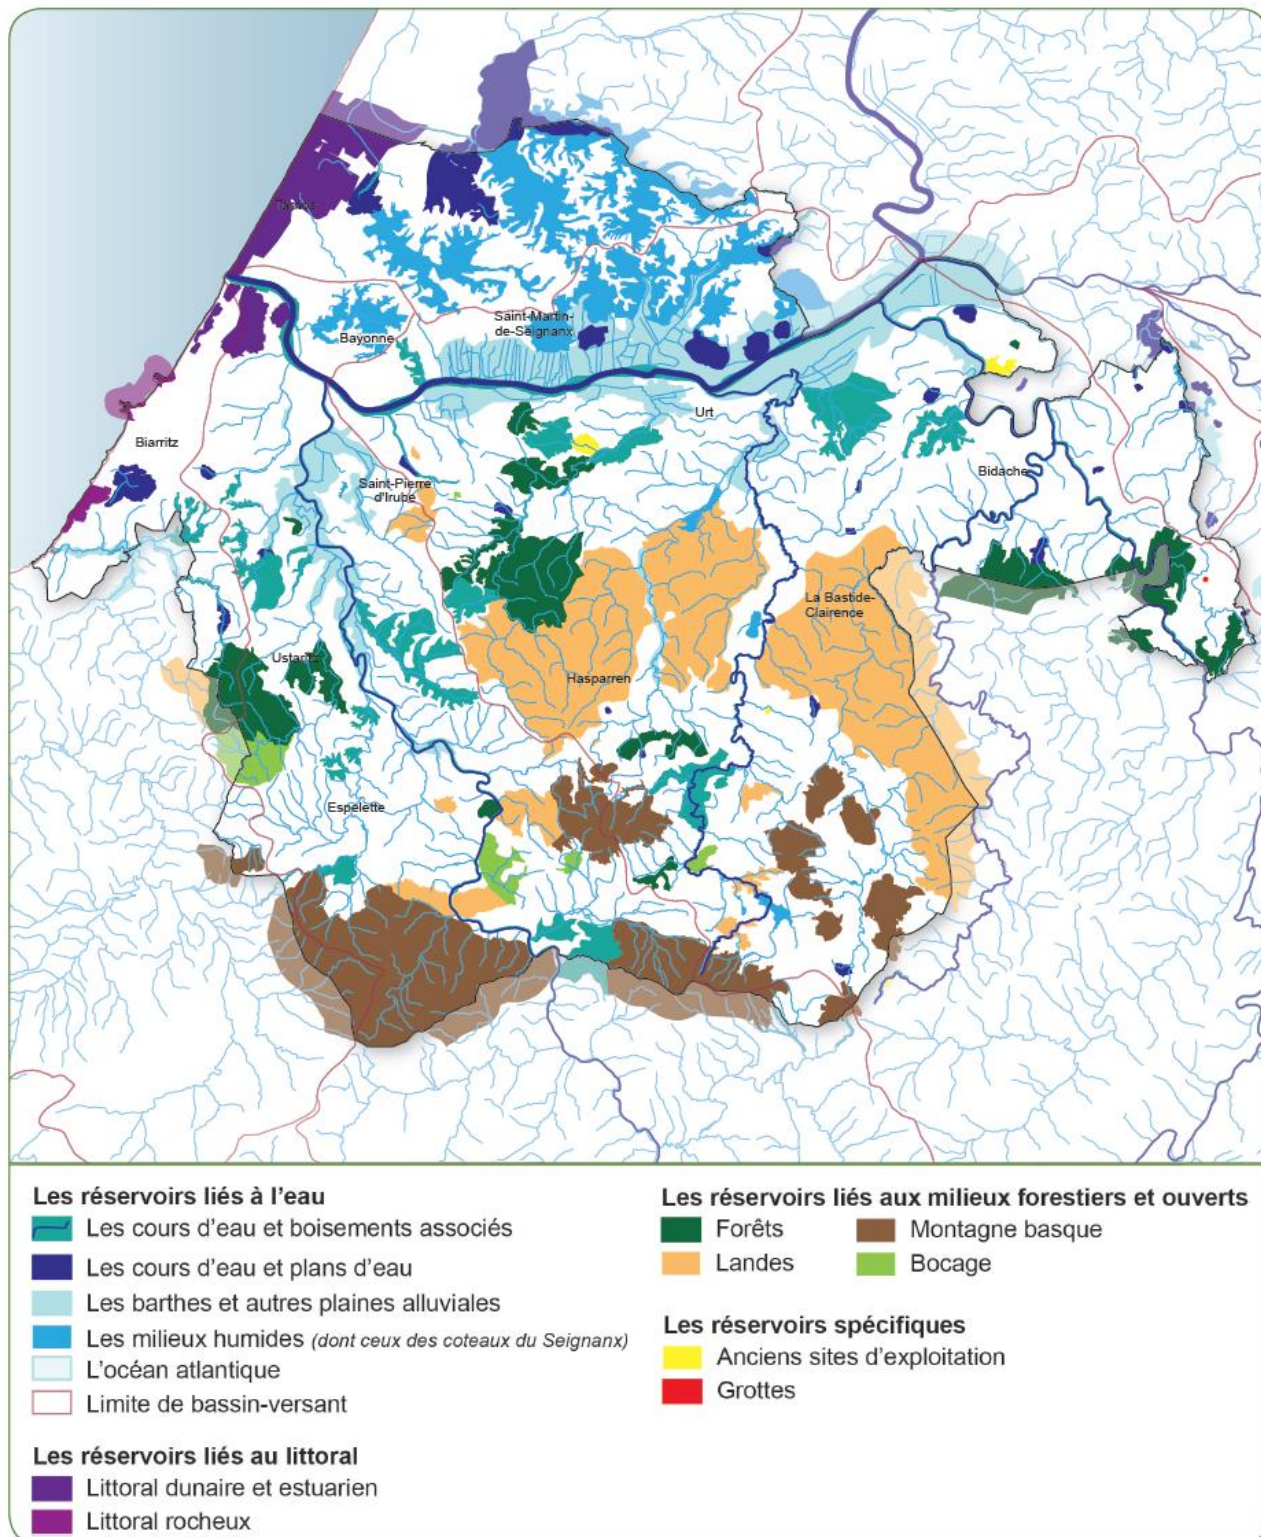 Tarnos
Saint-Martin-
de-Seignanx
Bayonne
Urt
Biarritz
Bidache
Saint-Pierre
d'Irube
La Bastide-
Clairence
Ustaritz
Hasparren
Espelette
Les réservoirs liés à l'eau
Les cours d'eau et boisements associés
Les cours d'eau et plans d'eau
Les barthes et autres plaines alluviales
Les milieux humides (dont ceux des coteaux du Seignanx)
L'océan atlantique
Limite de bassin-versant
Les réservoirs liés au littoral
Littoral dunaire et estuarien
Littoral rocheux
Les réservoirs liés aux milieux forestiers et ouverts
Forêts
Montagne basque
Landes
Bocage
Les réservoirs spécifiques
Anciens sites d'exploitation
Grottes